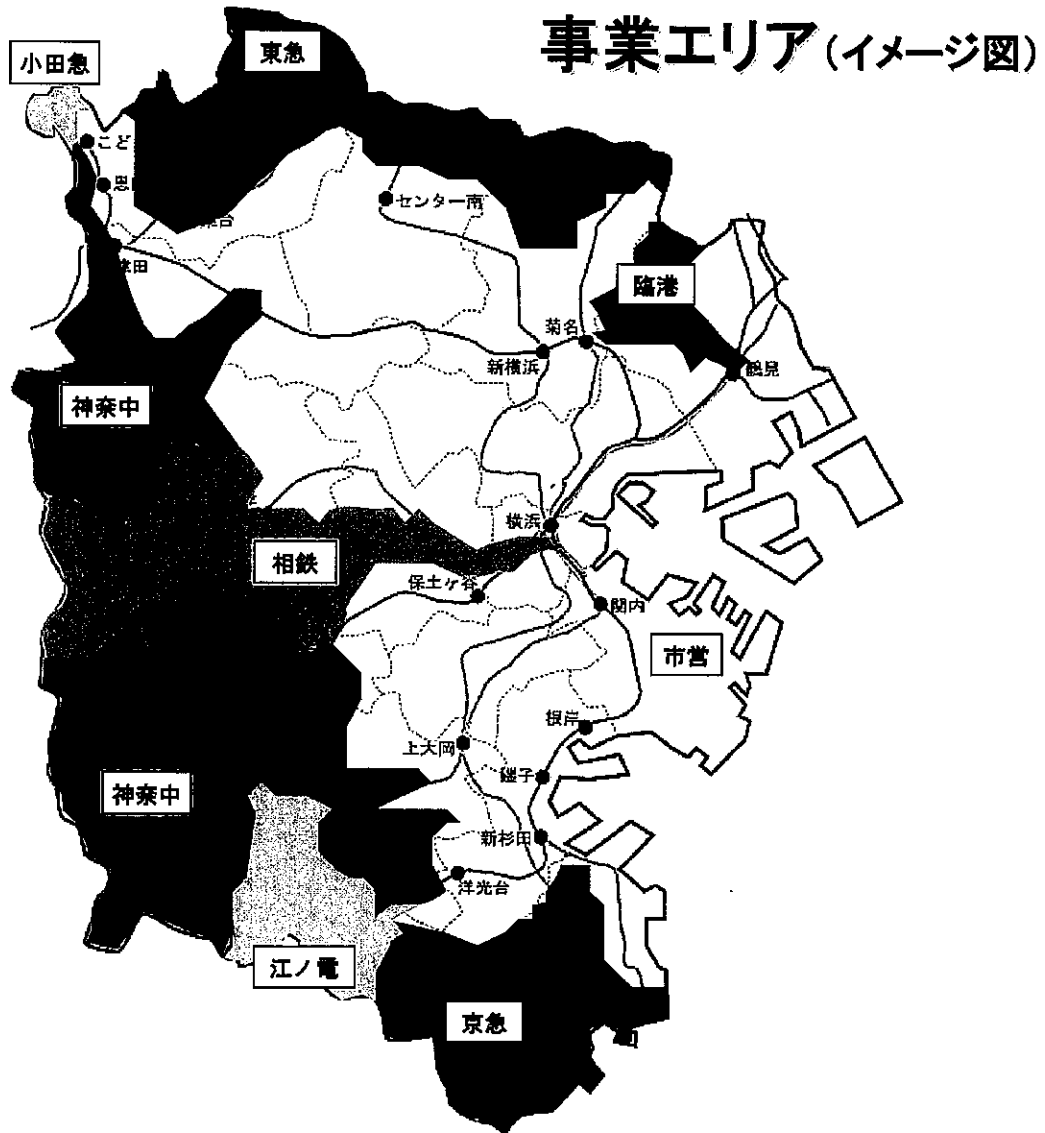 事業エリア(イメージ図)
小田急
東急
こど
センター南
臨港
菊名
新横浜
鶴見
神奈中
横浜
相鉄
保土ヶ谷
関内
市営
根岸
上大岡
磯子
神奈中
新杉田
洋光台
江ノ電
京急